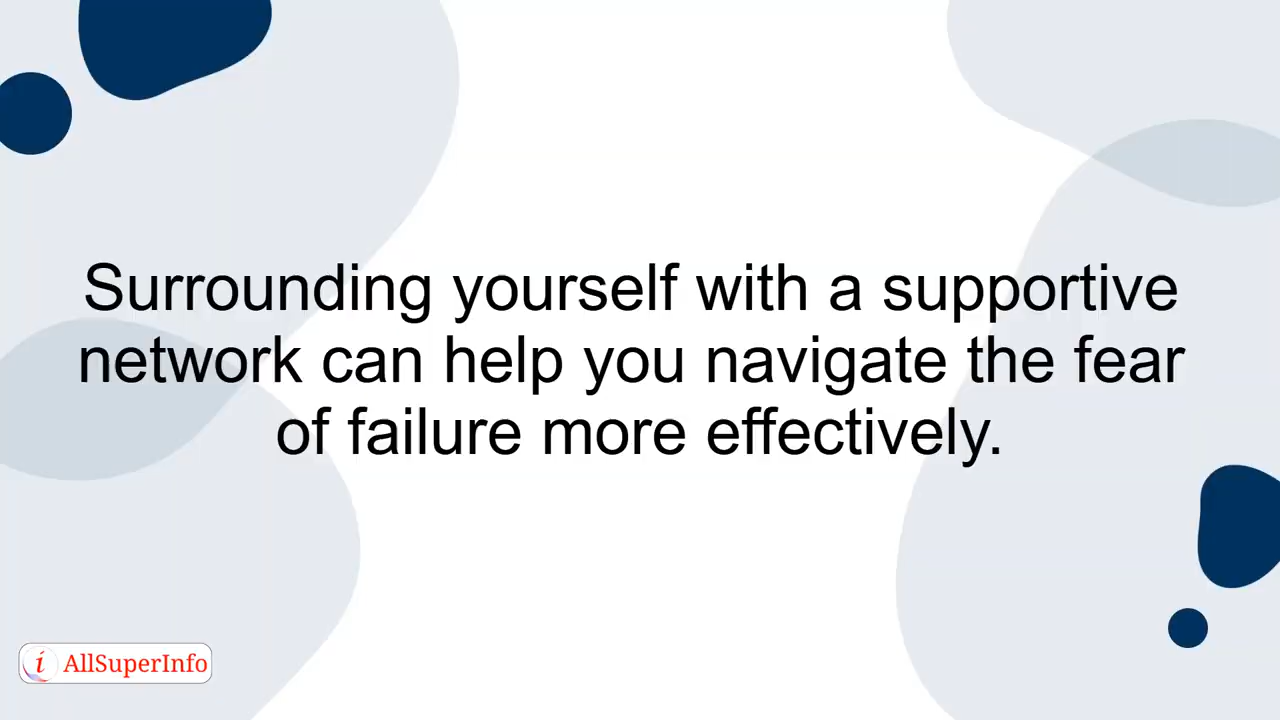 Surrounding yourself with a supportive
network can help you navigate the fear
of failure more effectively.
i AllSuperInfo